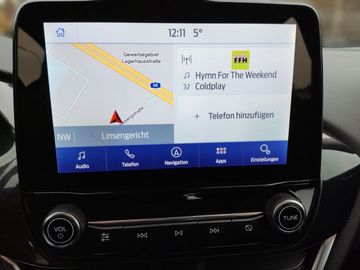 12:11 5°
Gewerbegebiet
Lagerhausstraße
FFH
Hymn For The Weekend
Coldplay
+ Telefon hinzufügen
NW Linsengericht
Audio Telefon Navigation Apps Einstellungen
VOL
TUNE